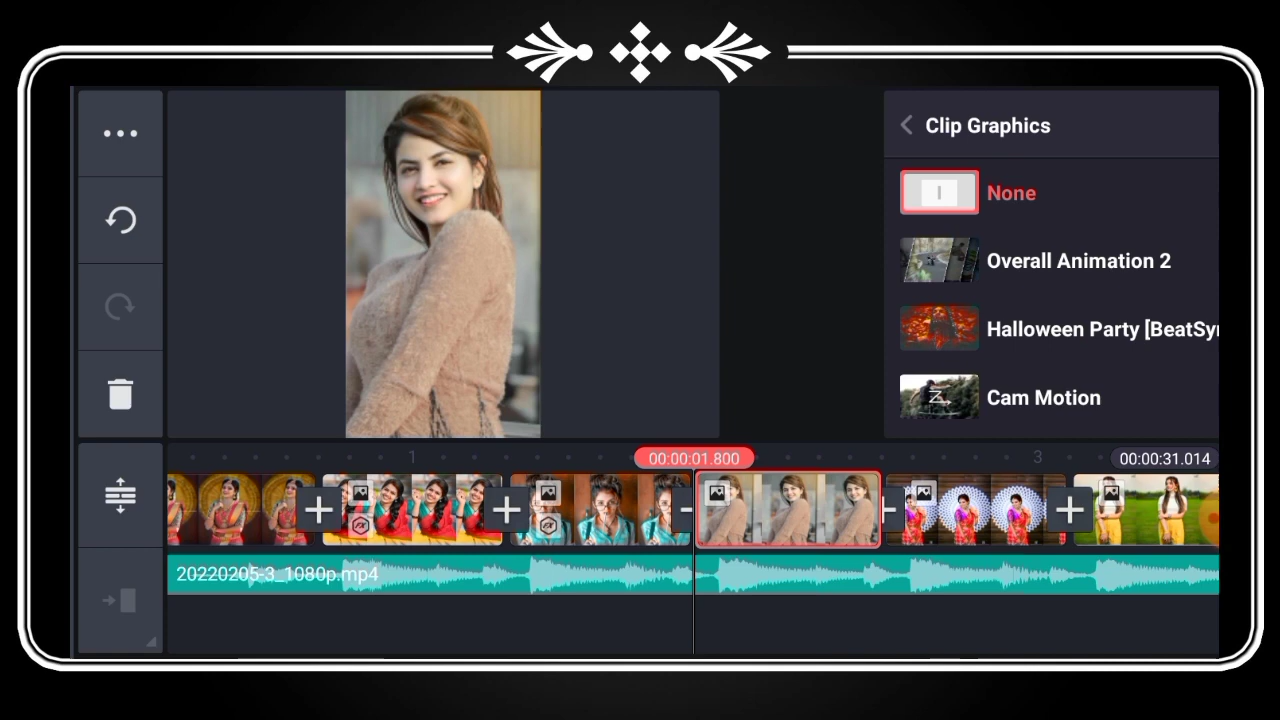 Clip Graphics
None
Overall Animation 2
Halloween Party [BeatSyn
Cam Motion
1
00:00:01.800
3
00:00:31.014
20220205-3_1080p.mp4